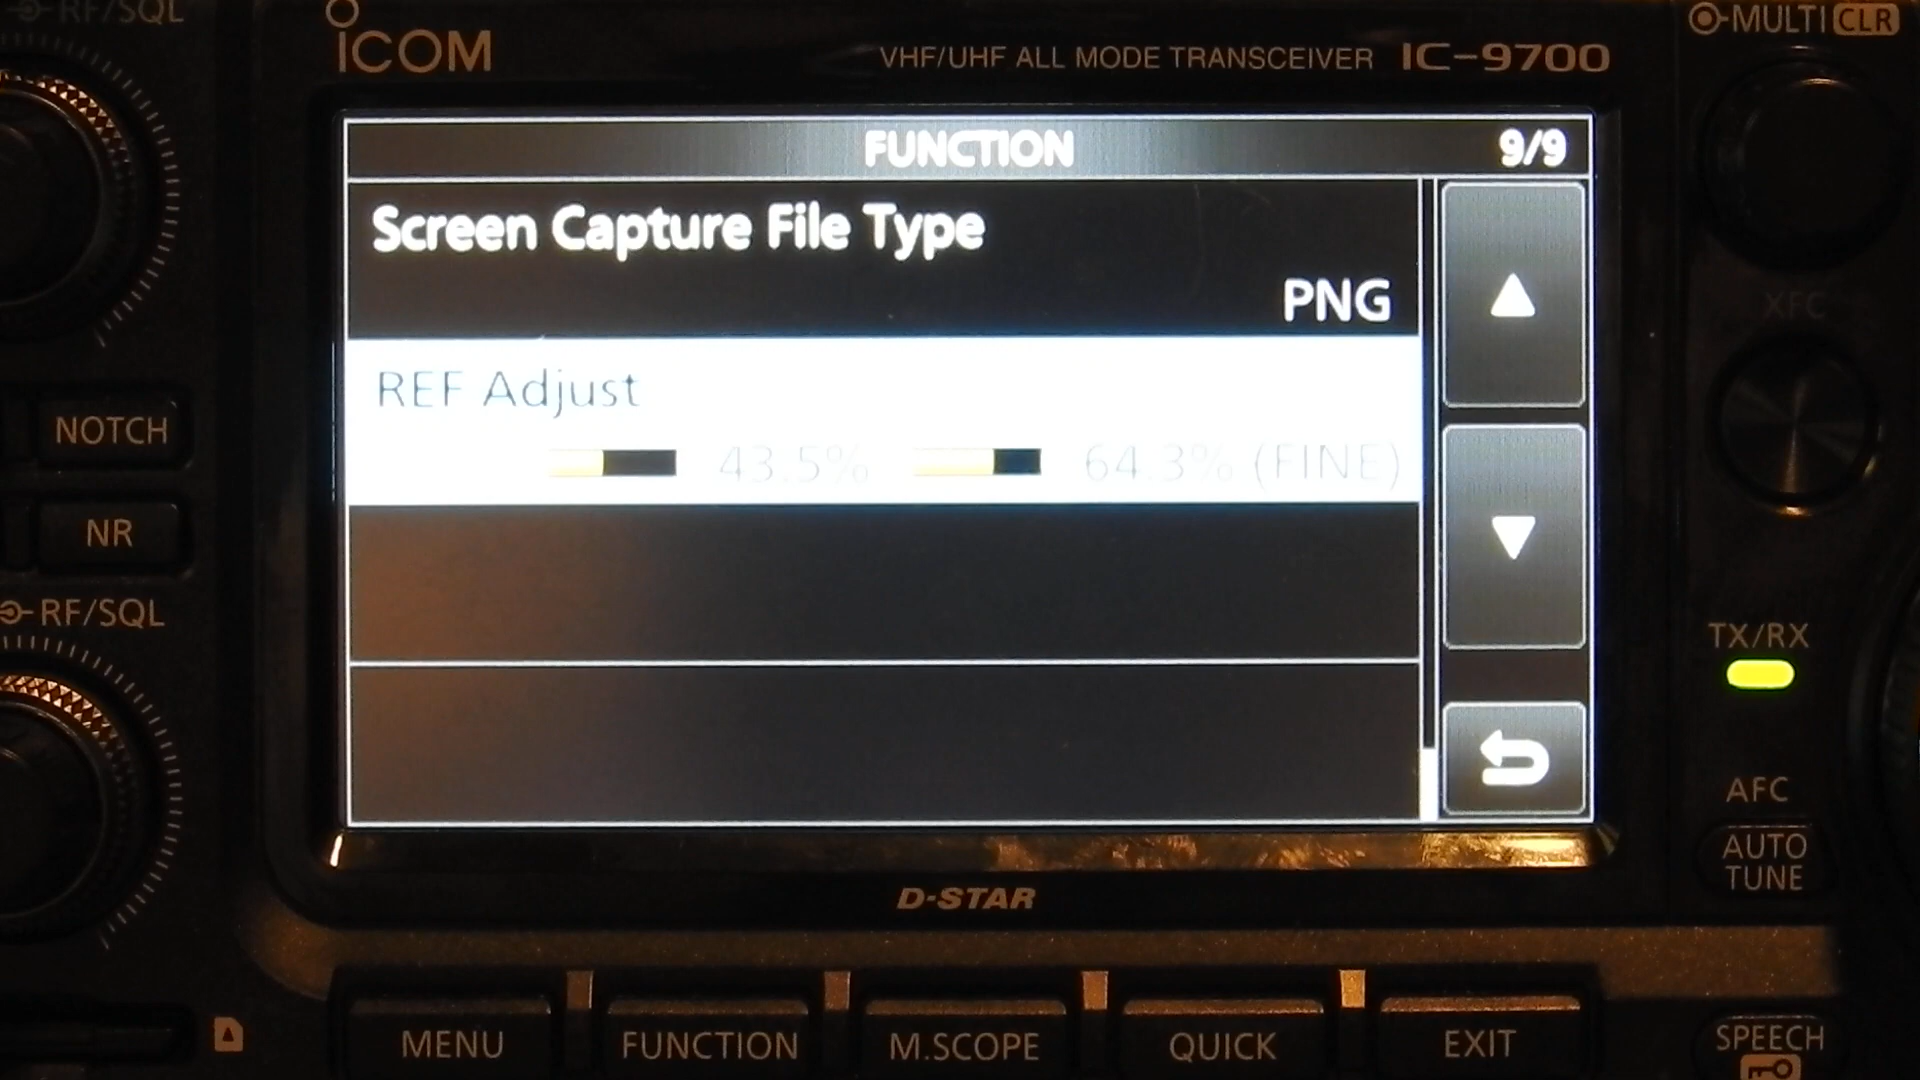 RF/SQL
ICOM
VHF/UHF ALL MODE TRANSCEIVER IC-9700
MULTI CLR
FUNCTION 9/9
Screen Capture File Type
PNG
REF Adjust
43.5% 64.3% (FINE)
XFC
NOTCH
NR
RF/SQL
TX/RX
AFC
AUTO
TUNE
D-STAR
MENU FUNCTION M.SCOPE QUICK EXIT
SPEECH